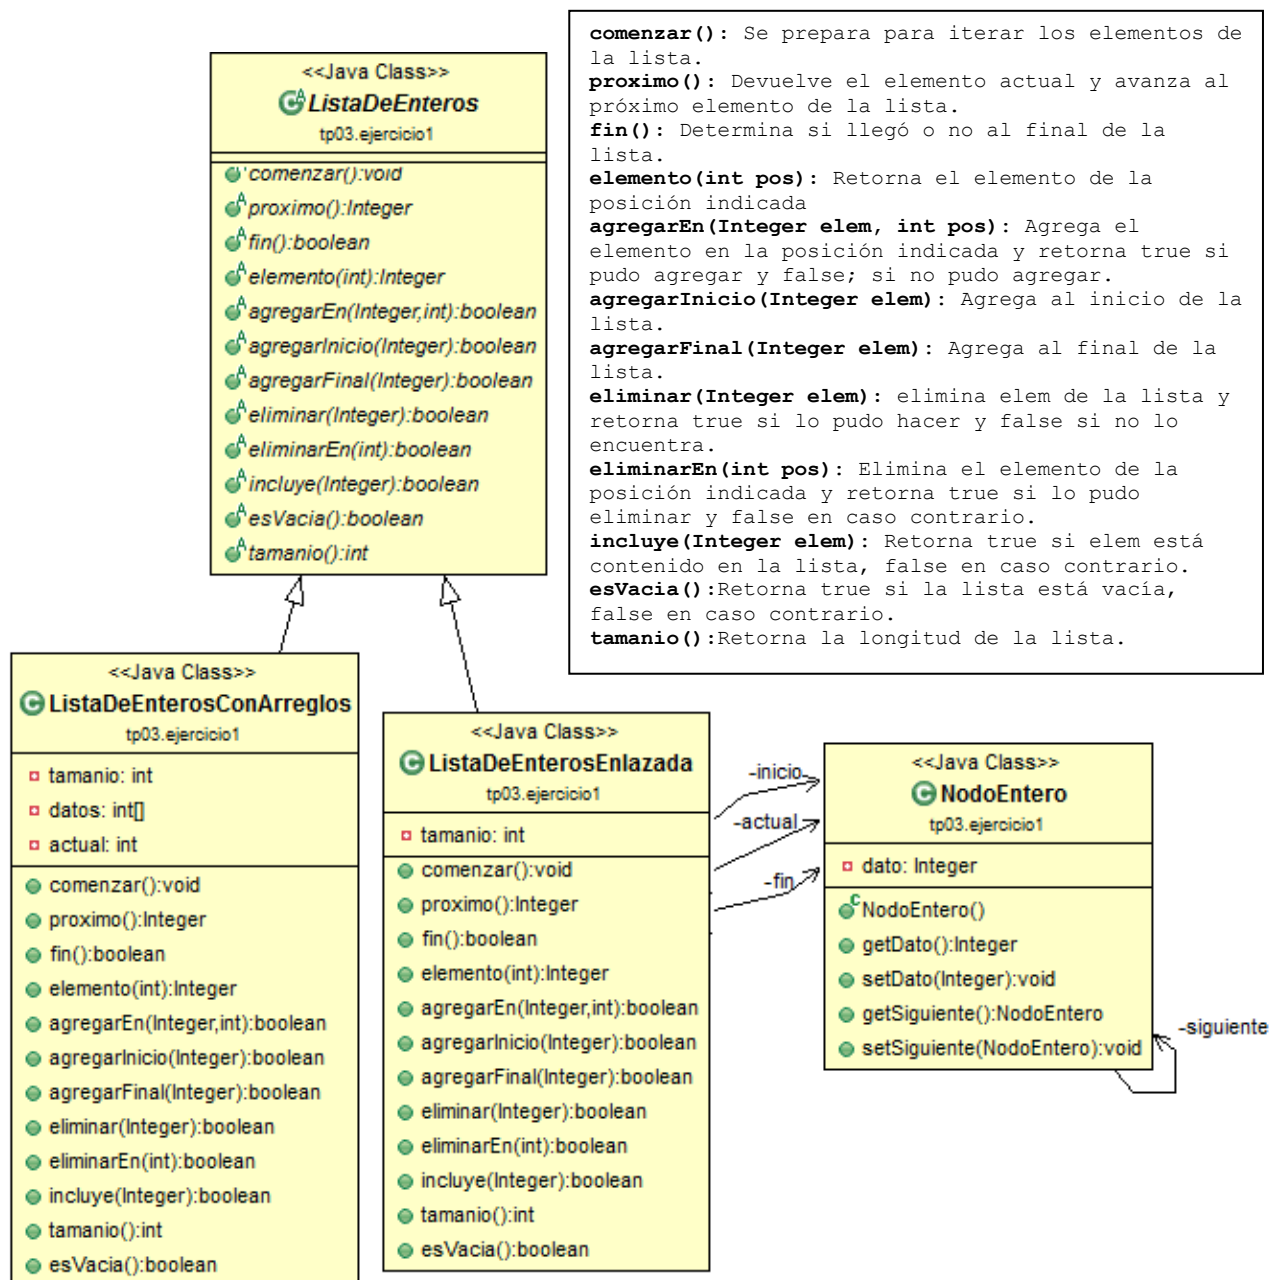 <<Java Class>>
ListaDeEnteros
tp03.ejercicio1
comenzar():void
proximo():Integer
fin():boolean
elemento(int):Integer
agregarEn(Integer,int):boolean
agregarInicio(Integer):boolean
agregarFinal(Integer):boolean
eliminar(Integer):boolean
eliminarEn(int):boolean
incluye(Integer):boolean
esVacia():boolean
tamanio():int
comenzar(): Se prepara para iterar los elementos de
la lista.
proximo(): Devuelve el elemento actual y avanza al
próximo elemento de la lista.
fin(): Determina si llegó o no al final de la
lista.
elemento(int pos): Retorna el elemento de la
posición indicada
agregarEn(Integer elem, int pos): Agrega el
elemento en la posición indicada y retorna true si
pudo agregar y false; si no pudo agregar.
agregarInicio(Integer elem): Agrega al inicio de la
lista.
agregarFinal(Integer elem): Agrega al final de la
lista.
eliminar(Integer elem): elimina elem de la lista y
retorna true si lo pudo hacer y false si no lo
encuentra.
eliminarEn(int pos): Elimina el elemento de la
posición indicada y retorna true si lo pudo
eliminar y false en caso contrario.
incluye(Integer elem): Retorna true si elem está
contenido en la lista, false en caso contrario.
esVacia():Retorna true si la lista está vacía,
false en caso contrario.
tamanio():Retorna la longitud de la lista.
<<Java Class>>
ListaDeEnterosConArreglos
tp03.ejercicio1
tamanio: int
datos: int[]
actual: int
comenzar():void
proximo():Integer
fin():boolean
elemento(int):Integer
agregarEn(Integer,int):boolean
agregarInicio(Integer):boolean
agregarFinal(Integer):boolean
eliminar(Integer):boolean
eliminarEn(int):boolean
incluye(Integer):boolean
tamanio():int
esVacia():boolean
<<Java Class>>
ListaDeEnterosEnlazada
tp03.ejercicio1
tamanio: int
comenzar():void
proximo():Integer
fin():boolean
elemento(int):Integer
agregarEn(Integer,int):boolean
agregarInicio(Integer):boolean
agregarFinal(Integer):boolean
eliminar(Integer):boolean
eliminarEn(int):boolean
incluye(Integer):boolean
tamanio():int
esVacia():boolean
-inicio
-actual
-fin
<<Java Class>>
NodoEntero
tp03.ejercicio1
dato: Integer
NodoEntero()
getDato():Integer
setDato(Integer):void
getSiguiente():NodoEntero
setSiguiente(NodoEntero):void
-siguiente